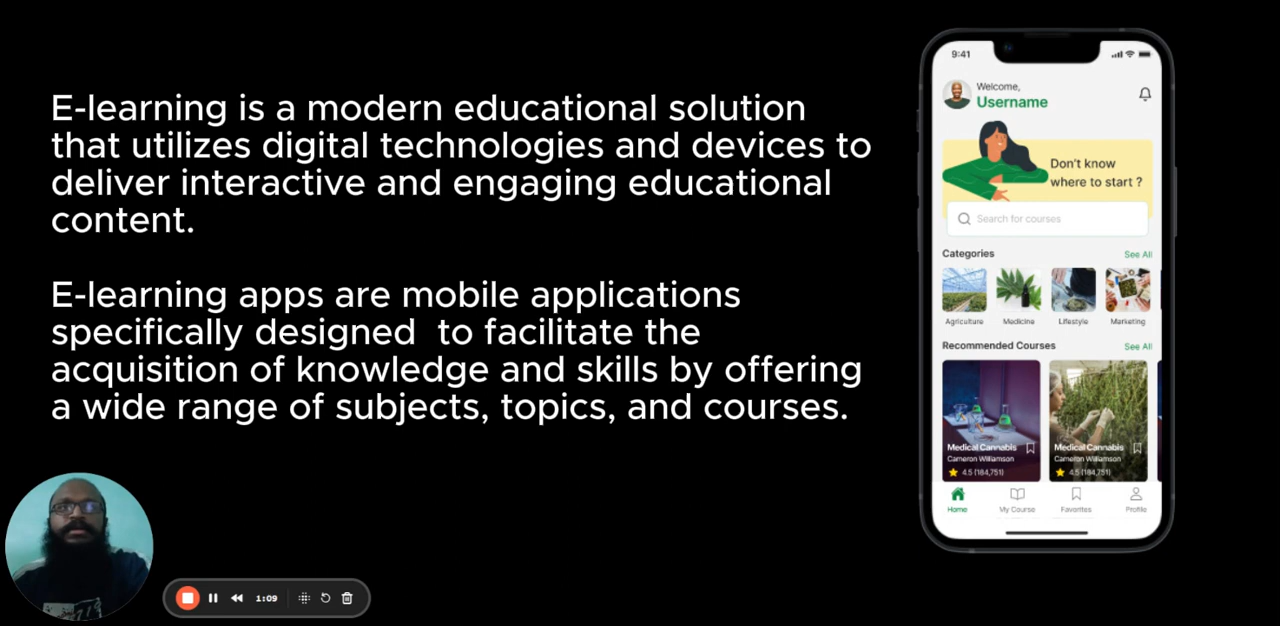 E-learning is a modern educational solution
that utilizes digital technologies and devices to
deliver interactive and engaging educational
content.
E-learning apps are mobile applications
specifically designed  to facilitate the
acquisition of knowledge and skills by offering
a wide range of subjects, topics, and courses.
9:41
Welcome,
Username
Don't know
where to start ?
Search for courses
Categories See All
Agriculture Medicine Lifestyle Marketing
Recommended Courses See All
Medical Cannabis Medical Cannabis
Cameron Williamson Cameron Williamson
4.5 (184,751) 4.5 (184,751)
Home My Course Favorites Profile
1:09